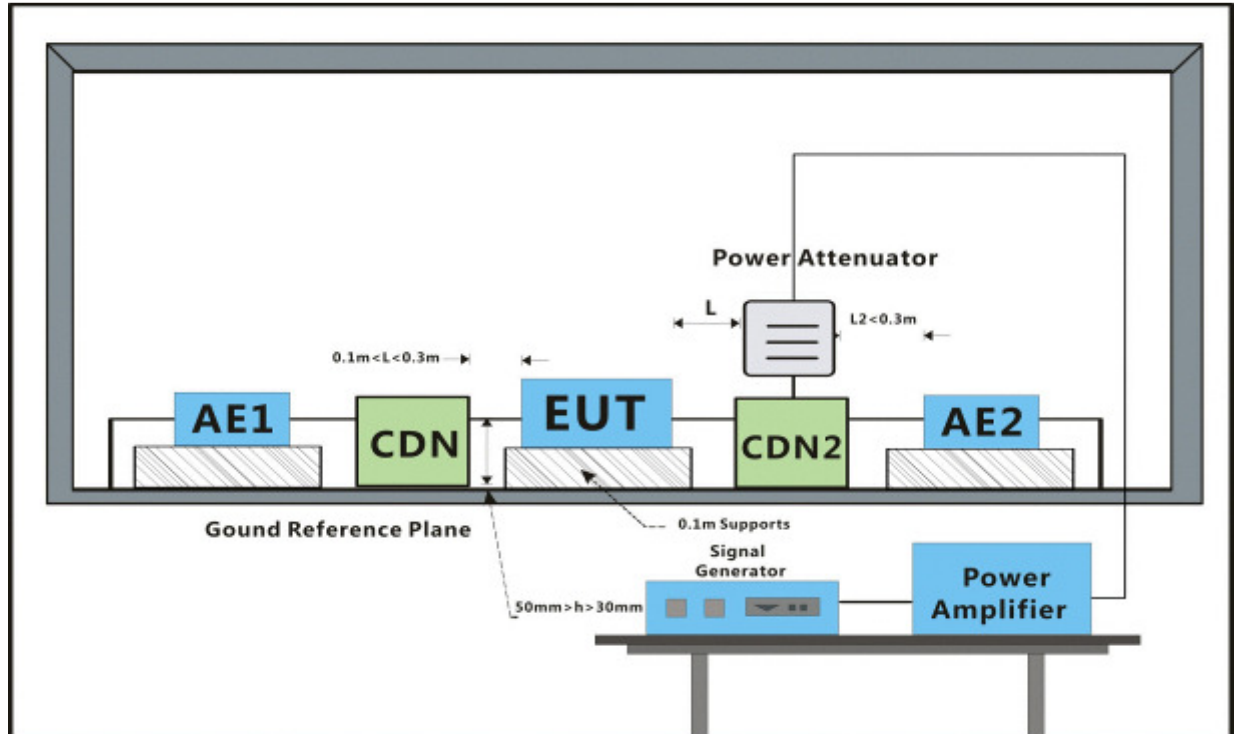 Power Attenuator
L
L2<0.3m
0.1m<L<0.3m
AE1
CDN
EUT
CDN2
AE2
Gound Reference Plane
0.1m Supports
Signal
Generator
50mm>h>30mm
Power
Amplifier